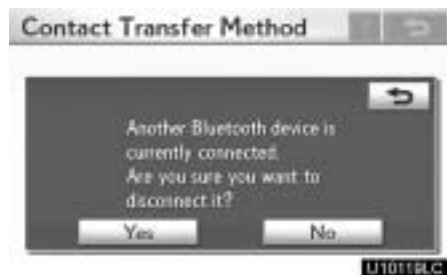 Contact Transfer Method
Another Bluetooth device is
currently connected.
Are you sure you want to
disconnect it?
Yes No
U10119LC